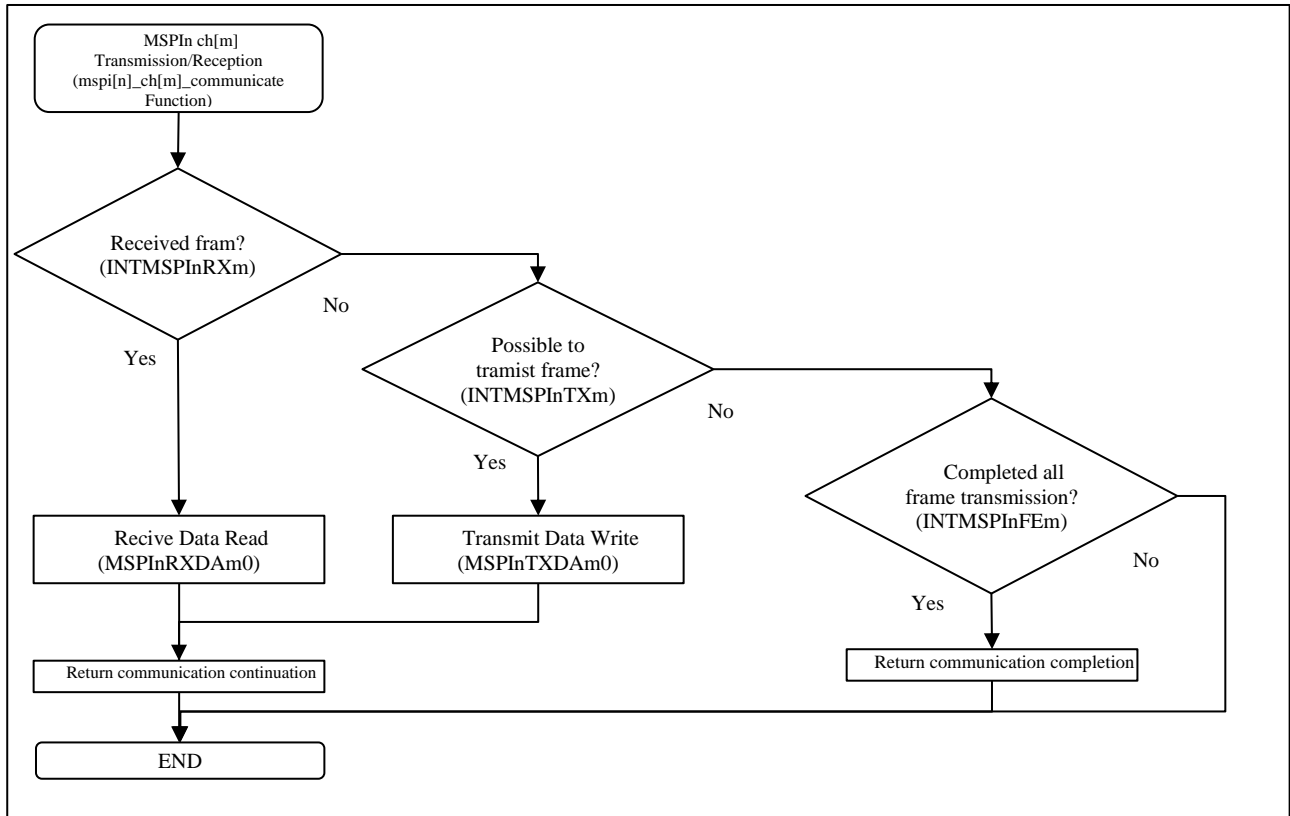 MSPIn ch[m]
Transmission/Reception
(mspi[n]_ch[m]_communicate
Function)
Received fram?
(INTMSPInRXm)
No
Yes
Possible to
tramist frame?
(INTMSPInTXm)
No
Yes
Completed all
frame transmission?
(INTMSPInFEm)
No
Yes
Recive Data Read
(MSPInRXDAm0)
Transmit Data Write
(MSPInTXDAm0)
Return communication continuation
Return communication completion
END